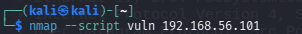 ┌──(kali㉿kali)-[~]
└─$ nmap --script vuln 192.168.56.101